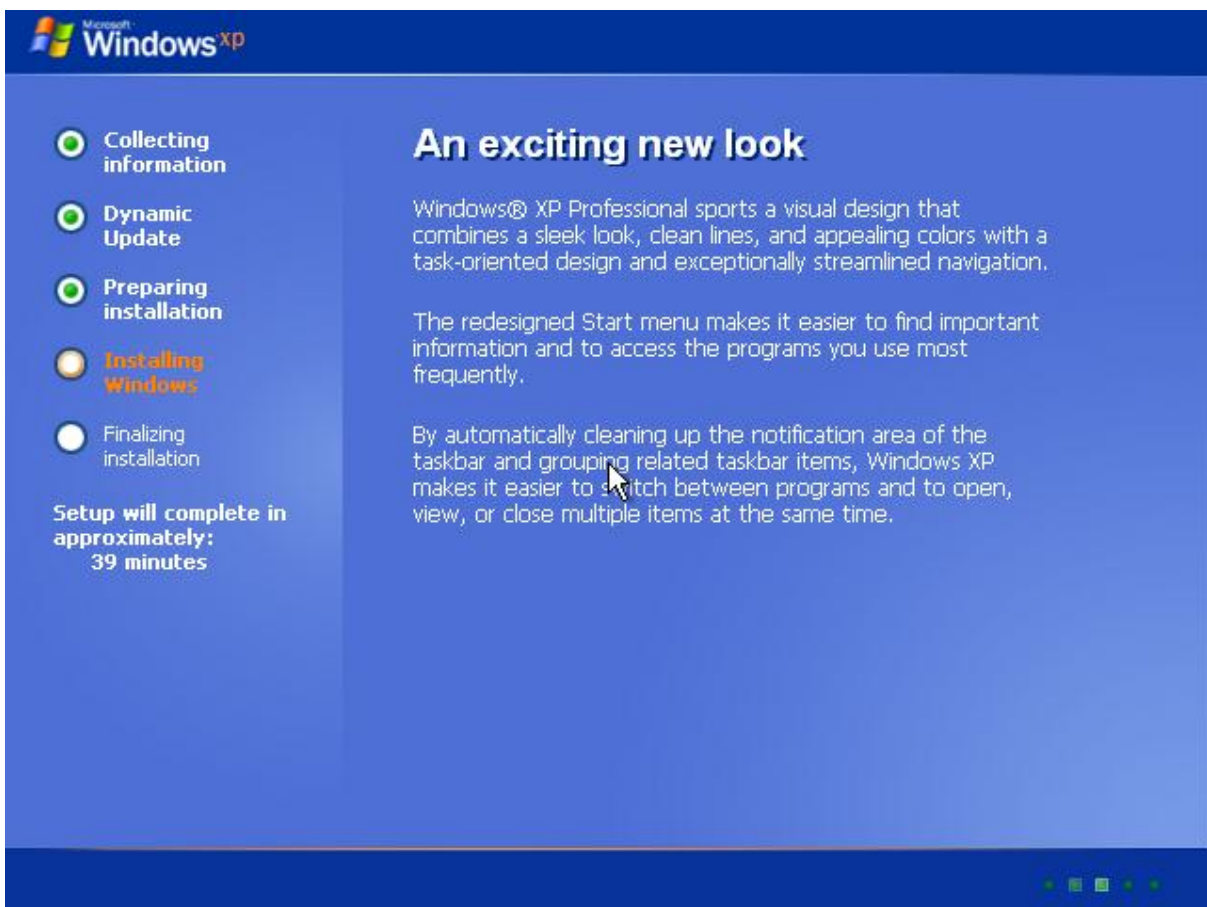 Microsoft
Windows xp
Collecting
information
Dynamic
Update
Preparing
installation
Installing
Windows
Finalizing
installation
Setup will complete in
approximately:
39 minutes
An exciting new look
Windows® XP Professional sports a visual design that
combines a sleek look, clean lines, and appealing colors with a
task-oriented design and exceptionally streamlined navigation.
The redesigned Start menu makes it easier to find important
information and to access the programs you use most
frequently.
By automatically cleaning up the notification area of the
taskbar and grouping related taskbar items, Windows XP
makes it easier to switch between programs and to open,
view, or close multiple items at the same time.